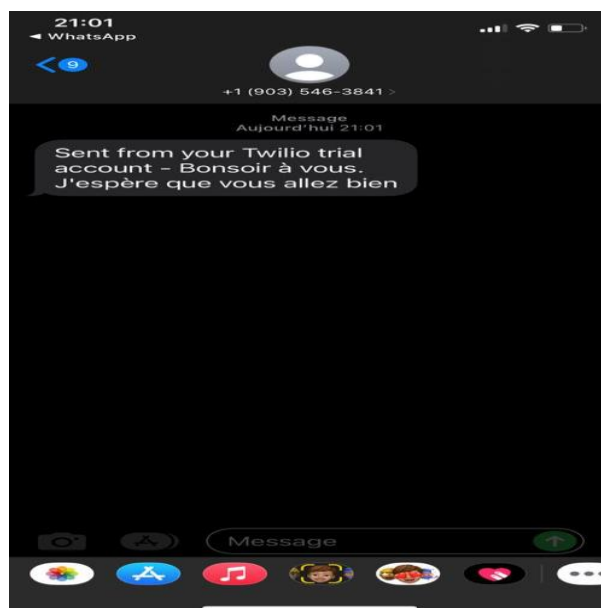 21:01
◄ WhatsApp
9
+1 (903) 546-3841 >
Message
Aujourd'hui 21:01
Sent from your Twilio trial
account - Bonsoir à vous.
J'espère que vous allez bien
Message